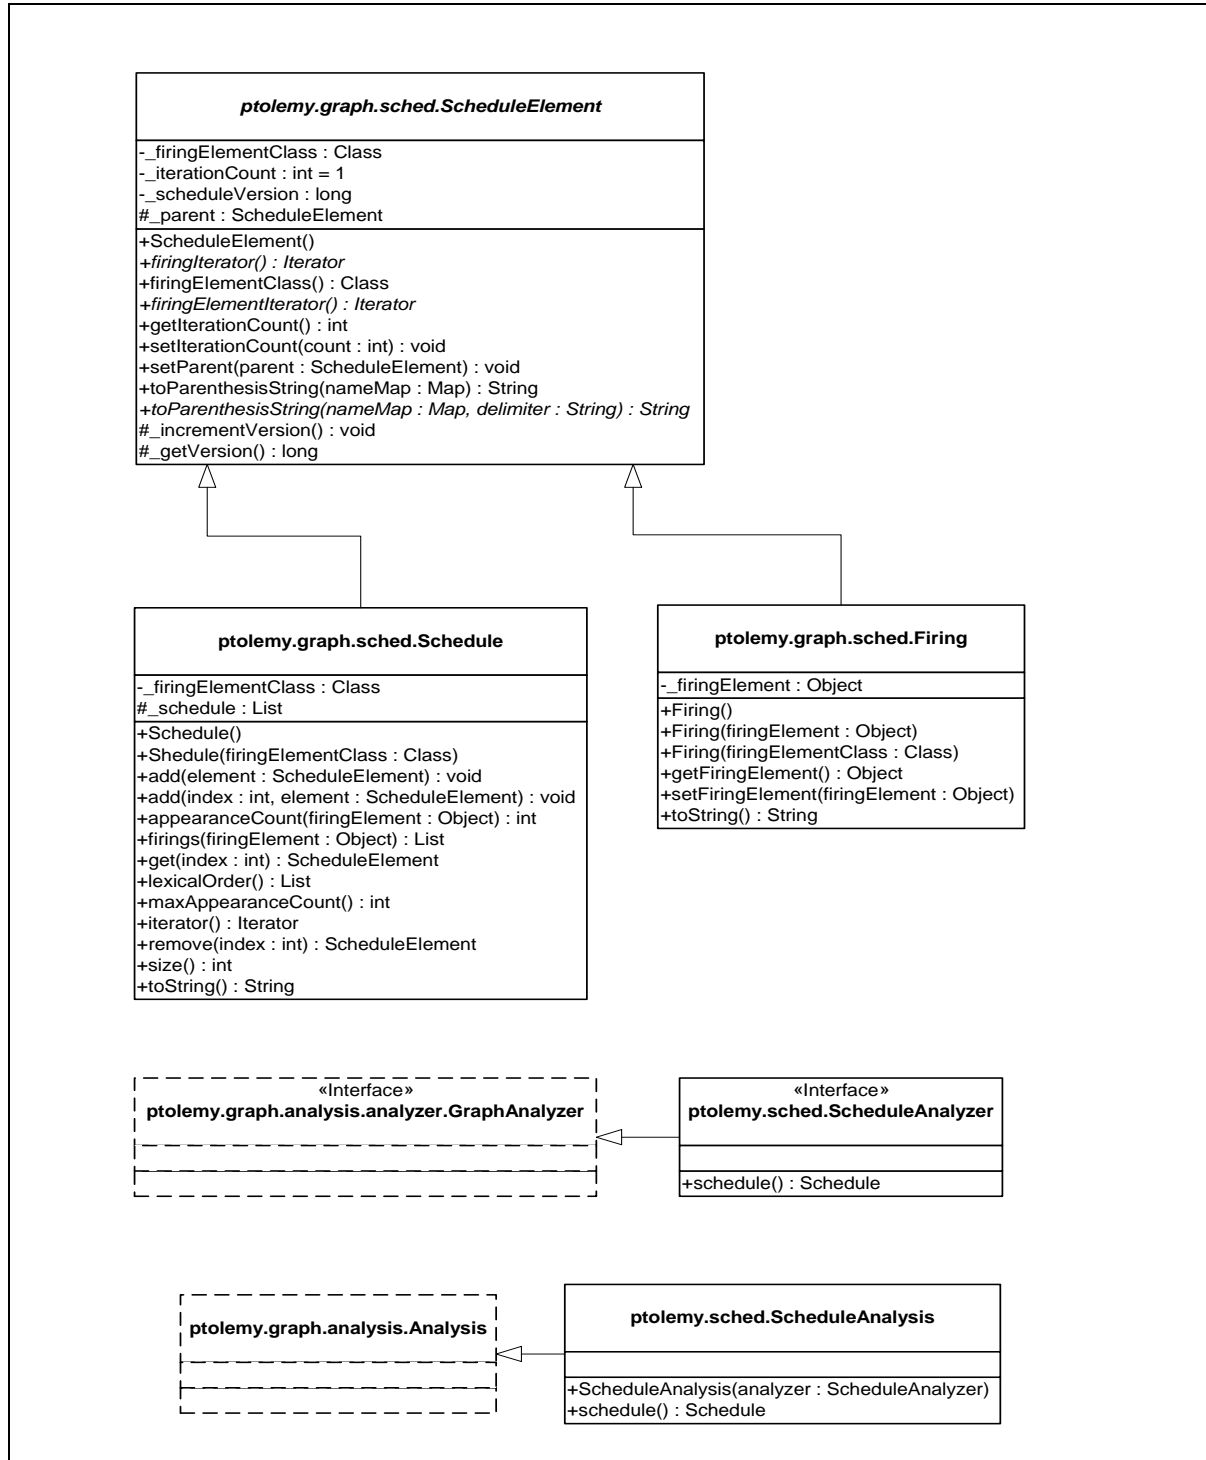 ptolemy.graph.sched.ScheduleElement
-_firingElementClass : Class
-_iterationCount : int = 1
-_scheduleVersion : long
#_parent : ScheduleElement
+ScheduleElement()
+firingIterator() : Iterator
+firingElementClass() : Class
+firingElementIterator() : Iterator
+getIterationCount() : int
+setIterationCount(count : int) : void
+setParent(parent : ScheduleElement) : void
+toParenthesisString(nameMap : Map) : String
+toParenthesisString(nameMap : Map, delimiter : String) : String
#_incrementVersion() : void
#_getVersion() : long
ptolemy.graph.sched.Schedule
-_firingElementClass : Class
#_schedule : List
+Schedule()
+Shedule(firingElementClass : Class)
+add(element : ScheduleElement) : void
+add(index : int, element : ScheduleElement) : void
+appearanceCount(firingElement : Object) : int
+firings(firingElement : Object) : List
+get(index : int) : ScheduleElement
+lexicalOrder() : List
+maxAppearanceCount() : int
+iterator() : Iterator
+remove(index : int) : ScheduleElement
+size() : int
+toString() : String
ptolemy.graph.sched.Firing
-_firingElement : Object
+Firing()
+Firing(firingElement : Object)
+Firing(firingElementClass : Class)
+getFiringElement() : Object
+setFiringElement(firingElement : Object)
+toString() : String
«Interface»
ptolemy.graph.analysis.analyzer.GraphAnalyzer
«Interface»
ptolemy.sched.ScheduleAnalyzer
+schedule() : Schedule
ptolemy.graph.analysis.Analysis
ptolemy.sched.ScheduleAnalysis
+ScheduleAnalysis(analyzer : ScheduleAnalyzer)
+schedule() : Schedule